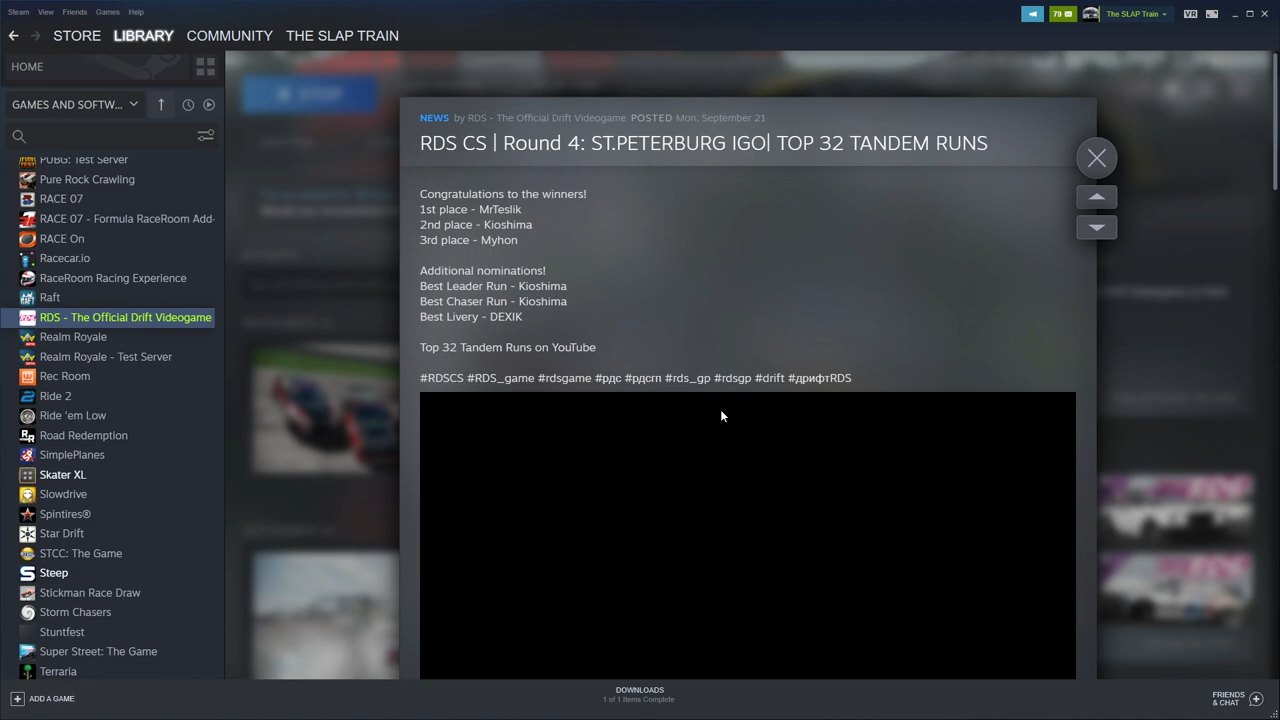 Steam View Friends Games Help
79 The SLAP Train VR
STORE LIBRARY COMMUNITY THE SLAP TRAIN
HOME
GAMES AND SOFTW...
PUBG: Test Server
Pure Rock Crawling
RACE 07
RACE 07 - Formula RaceRoom Add-
RACE On
Racecar.io
RaceRoom Racing Experience
Raft
RDS - The Official Drift Videogame
Realm Royale
Realm Royale - Test Server
Rec Room
Ride 2
Ride 'em Low
Road Redemption
SimplePlanes
Skater XL
Slowdrive
Spintires®
Star Drift
STCC: The Game
Steep
Stickman Race Draw
Storm Chasers
Stuntfest
Super Street: The Game
Terraria
STOP
NEWS by RDS - The Official Drift Videogame POSTED Mon. September 21
RDS CS | Round 4: ST.PETERBURG IGO| TOP 32 TANDEM RUNS
Congratulations to the winners!
1st place - MrTeslik
2nd place - Kioshima
3rd place - Myhon
Additional nominations!
Best Leader Run - Kioshima
Best Chaser Run - Kioshima
Best Livery - DEXIK
Top 32 Tandem Runs on YouTube
#RDSCS #RDS_game #rdsgame #рдс #рдсгп #rds_gp #rdsgp #drift #дрифтRDS
ADD A GAME
DOWNLOADS
1 of 1 Items Complete
FRIENDS
& CHAT